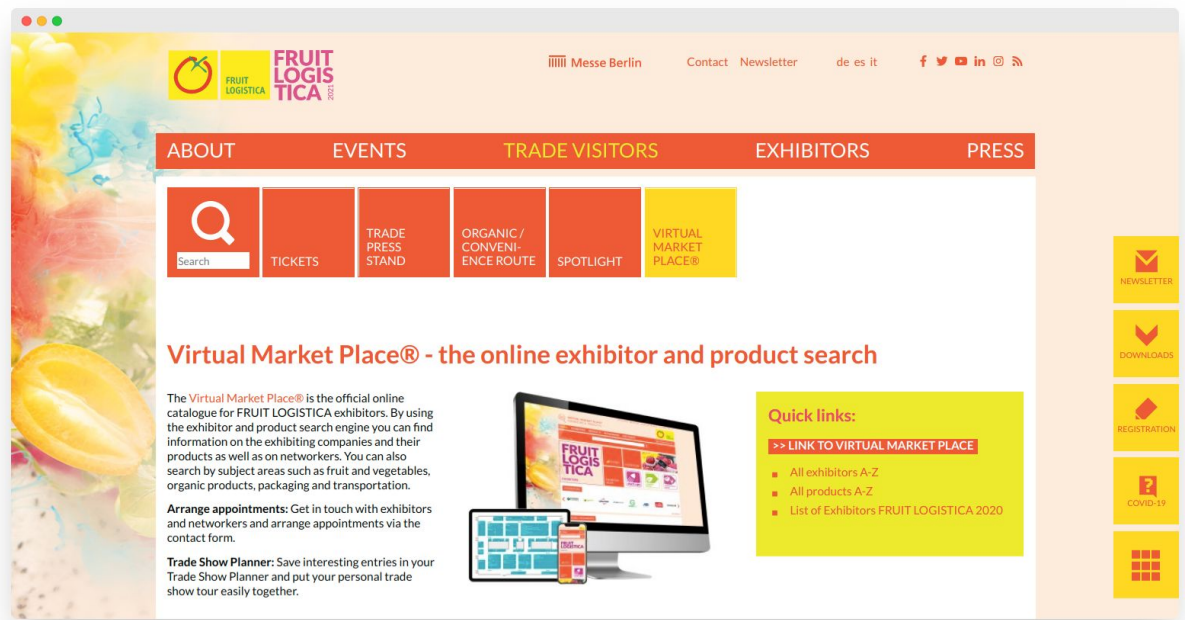 FRUIT
LOGISTICA
FRUIT
LOGIS
TICA
2021
Messe Berlin
Contact Newsletter de es it
ABOUT EVENTS TRADE VISITORS EXHIBITORS PRESS
Search
TICKETS
TRADE
PRESS
STAND
ORGANIC /
CONVENI-
ENCE ROUTE
SPOTLIGHT
VIRTUAL
MARKET
PLACE®
Virtual Market Place® - the online exhibitor and product search
The Virtual Market Place® is the official online
catalogue for FRUIT LOGISTICA exhibitors. By using
the exhibitor and product search engine you can find
information on the exhibiting companies and their
products as well as on networkers. You can also
search by subject areas such as fruit and vegetables,
organic products, packaging and transportation.
Arrange appointments: Get in touch with exhibitors
and networkers and arrange appointments via the
contact form.
Trade Show Planner: Save interesting entries in your
Trade Show Planner and put your personal trade
show tour easily together.
FRUIT
LOGIS
TICA
Quick links:
>> LINK TO VIRTUAL MARKET PLACE
All exhibitors A-Z
All products A-Z
List of Exhibitors FRUIT LOGISTICA 2020
NEWSLETTER
DOWNLOADS
REGISTRATION
COVID-19